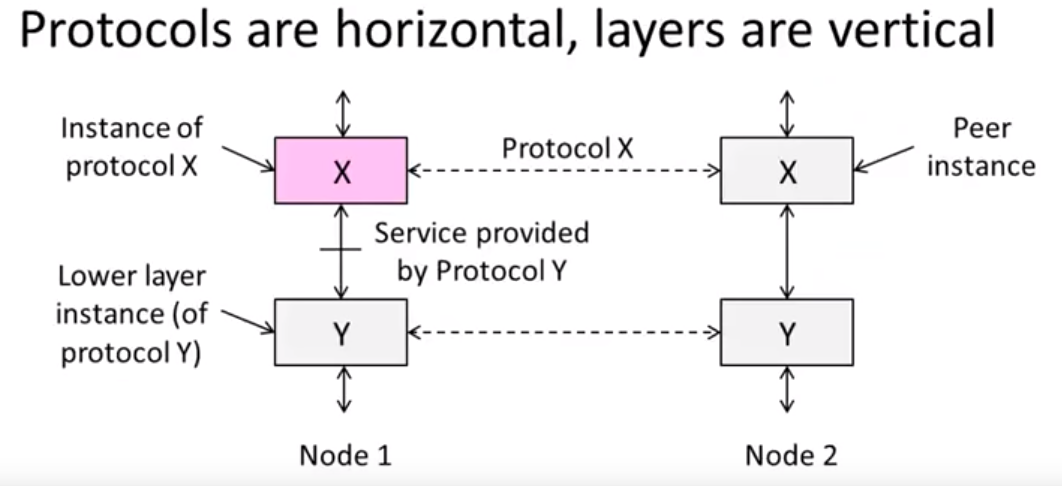 Protocols are horizontal, layers are vertical
Instance of
protocol X
X
Protocol X
X
Peer
instance
Service provided
by Protocol Y
Lower layer
instance (of
protocol Y)
Y
Y
Node 1
Node 2